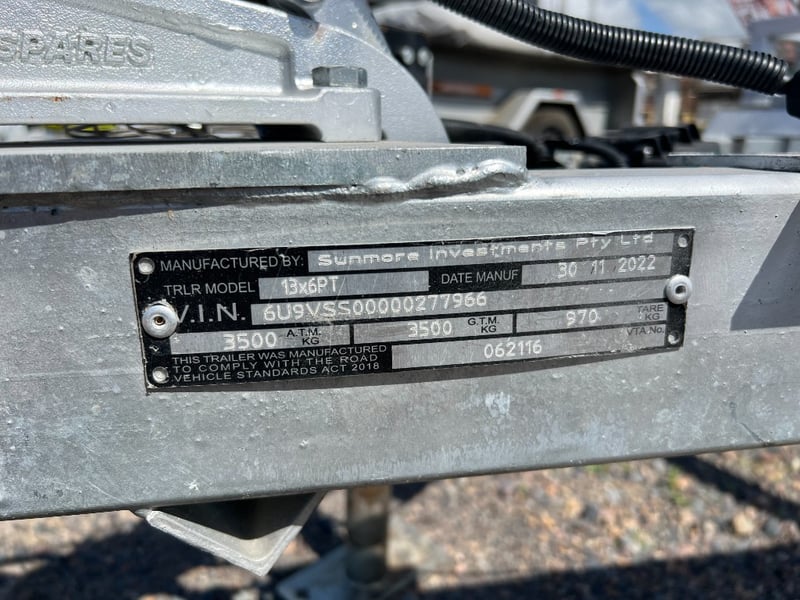 SPARES
MANUFACTURED BY: Sunmore Investments Pty Ltd
TRLR MODEL 13x6PT DATE MANUF 30 11 2022
V.I.N. 6U9VSS00000277966
3500 A.T.M. KG 3500 G.T.M. KG 970 TARE KG
THIS TRAILER WAS MANUFACTURED
TO COMPLY WITH THE ROAD
VEHICLE STANDARDS ACT 2018
062116 VTA.No.